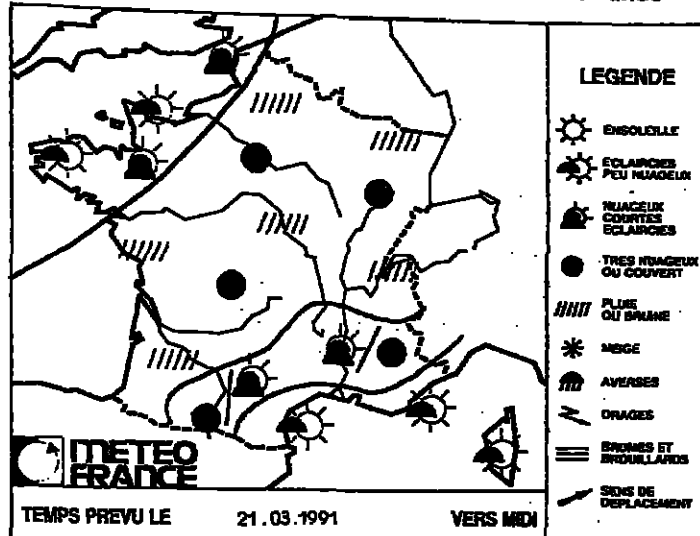 LEGENDE
ENSOLEILLE
ECLAIRCIES
PEU NUAGEUX
NUAGEUX
COURTES
ECLAIRCIES
TRES NUAGEUX
OU COUVERT
PLUIE
OU BRUINE
NEIGE
AVERSES
ORAGES
BRUMES ET
BROUILLARDS
SENS DE
DEPLACEMENT
METEO
FRANCE
TEMPS PREVU LE 21.03.1991 VERS MIDI